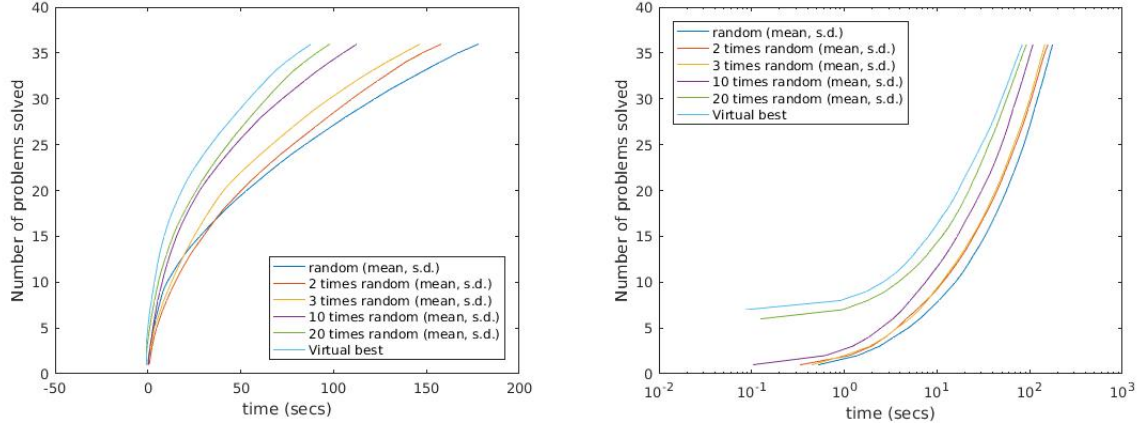 40
35
30
25
20
15
10
5
0
Number of problems solved
random (mean, s.d.)
2 times random (mean, s.d.)
3 times random (mean, s.d.)
10 times random (mean, s.d.)
20 times random (mean, s.d.)
Virtual best
-50 0 50 100 150 200
time (secs)
40
35
30
25
20
15
10
5
0
Number of problems solved
random (mean, s.d.)
2 times random (mean, s.d.)
3 times random (mean, s.d.)
10 times random (mean, s.d.)
20 times random (mean, s.d.)
Virtual best
10⁻² 10⁻¹ 10⁰ 10¹ 10² 10³
time (secs)